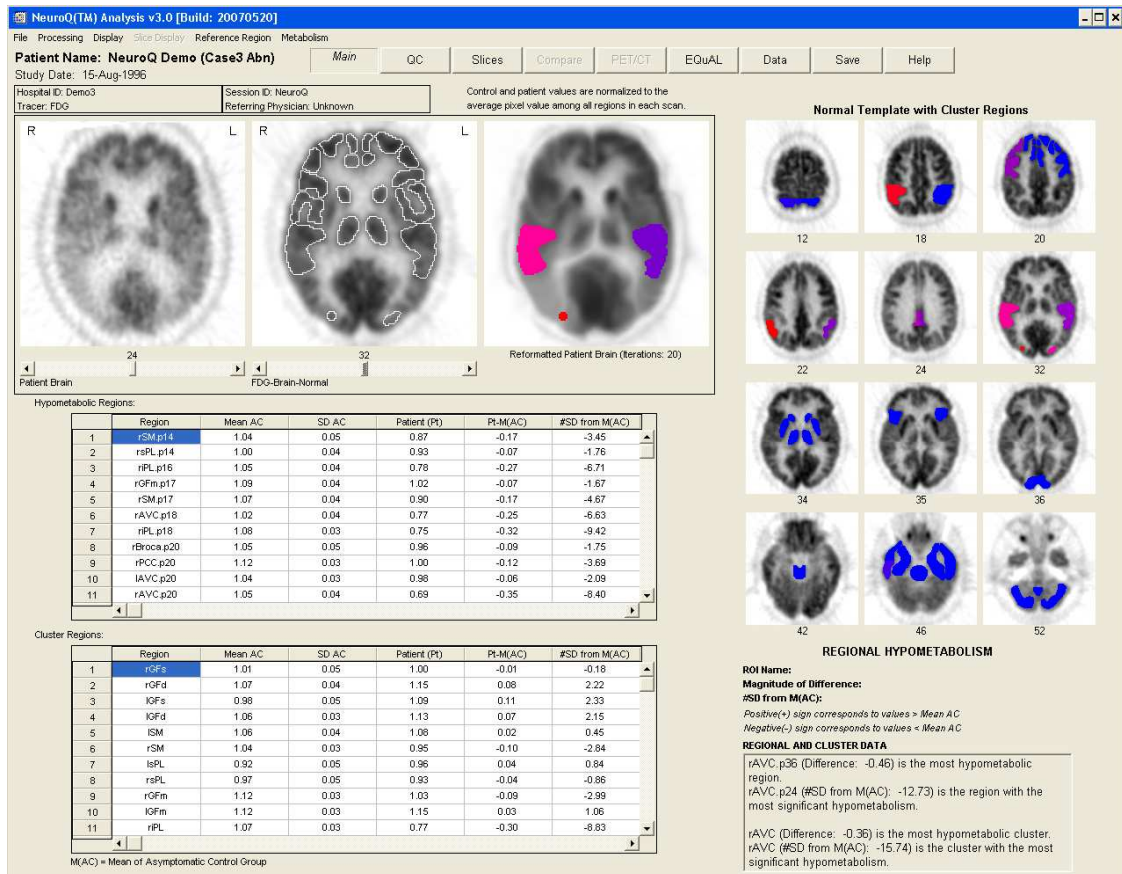 NeuroQ(TM) Analysis v3.0 [Build: 20070520]
File Processing Display Slice Display Reference Region Metabolism
Patient Name: NeuroQ Demo (Case3 Abn)
Main QC Slices Compare PET/CT EQuAL Data Save Help
Study Date: 15-Aug-1996
Hospital ID: Demo3 Session ID: NeuroQ
Tracer: FDG Referring Physician: Unknown
Control and patient values are normalized to the
average pixel value among all regions in each scan.
R L R L
24 32 Reformatted Patient Brain (Iterations: 20)
Patient Brain FDG-Brain-Normal
Hypometabolic Regions:
Region Mean AC SD AC Patient (Pt) Pt-M(AC) #SD from M(AC)
1 rSM.p14 1.04 0.05 0.87 -0.17 -3.45
2 rsPL.p14 1.00 0.04 0.93 -0.07 -1.76
3 riPL.p16 1.05 0.04 0.78 -0.27 -6.71
4 rGFm.p17 1.09 0.04 1.02 -0.07 -1.67
5 rSM.p17 1.07 0.04 0.90 -0.17 -4.67
6 rAVC.p18 1.02 0.04 0.77 -0.25 -6.63
7 riPL.p18 1.08 0.03 0.75 -0.32 -9.42
8 rBroca.p20 1.05 0.05 0.96 -0.09 -1.75
9 rPCC.p20 1.12 0.03 1.00 -0.12 -3.69
10 lAVC.p20 1.04 0.03 0.98 -0.06 -2.09
11 rAVC.p20 1.05 0.04 0.69 -0.35 -8.40
Cluster Regions:
Region Mean AC SD AC Patient (Pt) Pt-M(AC) #SD from M(AC)
1 rGFs 1.01 0.05 1.00 -0.01 -0.18
2 rGFd 1.07 0.04 1.15 0.08 2.22
3 lGFs 0.98 0.05 1.09 0.11 2.33
4 lGFd 1.06 0.03 1.13 0.07 2.15
5 lSM 1.06 0.04 1.08 0.02 0.45
6 rSM 1.04 0.03 0.95 -0.10 -2.84
7 lsPL 0.92 0.05 0.96 0.04 0.84
8 rsPL 0.97 0.05 0.93 -0.04 -0.86
9 rGFm 1.12 0.03 1.03 -0.09 -2.99
10 lGFm 1.12 0.03 1.15 0.03 1.06
11 riPL 1.07 0.03 0.77 -0.30 -8.83
M(AC) = Mean of Asymptomatic Control Group
Normal Template with Cluster Regions
12 18 20
22 24 32
34 35 36
42 46 52
REGIONAL HYPOMETABOLISM
ROI Name:
Magnitude of Difference:
#SD from M(AC):
Positive(+) sign corresponds to values > Mean AC
Negative(-) sign corresponds to values < Mean AC
REGIONAL AND CLUSTER DATA
rAVC.p36 (Difference: -0.46) is the most hypometabolic
region.
rAVC.p24 (#SD from M(AC): -12.73) is the region with the
most significant hypometabolism.
rAVC (Difference: -0.36) is the most hypometabolic cluster.
rAVC (#SD from M(AC): -15.74) is the cluster with the most
significant hypometabolism.